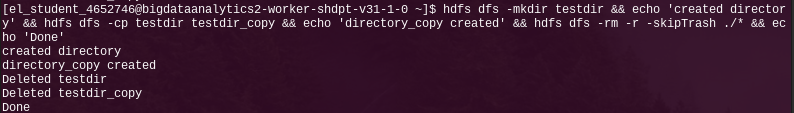 [el_student_4652746@bigdataanalytics2-worker-shdpt-v31-1-0 ~]$ hdfs dfs -mkdir testdir && echo 'created director
y' && hdfs dfs -cp testdir testdir_copy && echo 'directory_copy created' && hdfs dfs -rm -r -skipTrash ./* && ec
ho 'Done'
created directory
directory_copy created
Deleted testdir
Deleted testdir_copy
Done